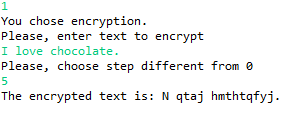 1
You chose encryption.
Please, enter text to encrypt
I love chocolate.
Please, choose step different from 0
5
The encrypted text is: N qtaj hmthtqfyj.